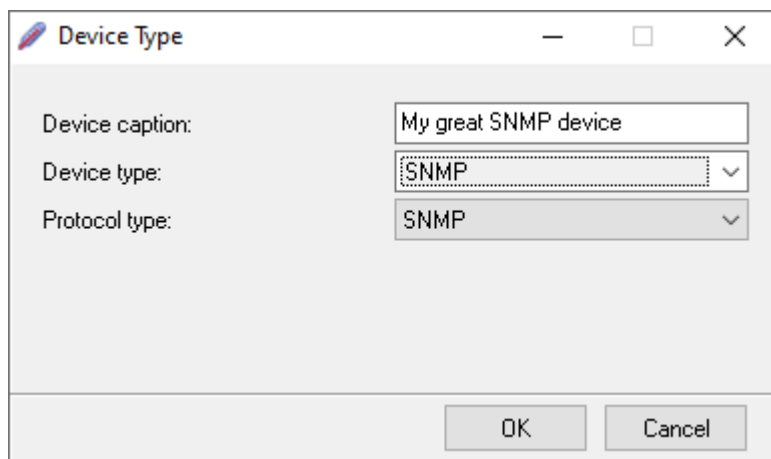 Device Type
Device caption: My great SNMP device
Device type: SNMP
Protocol type: SNMP
OK Cancel